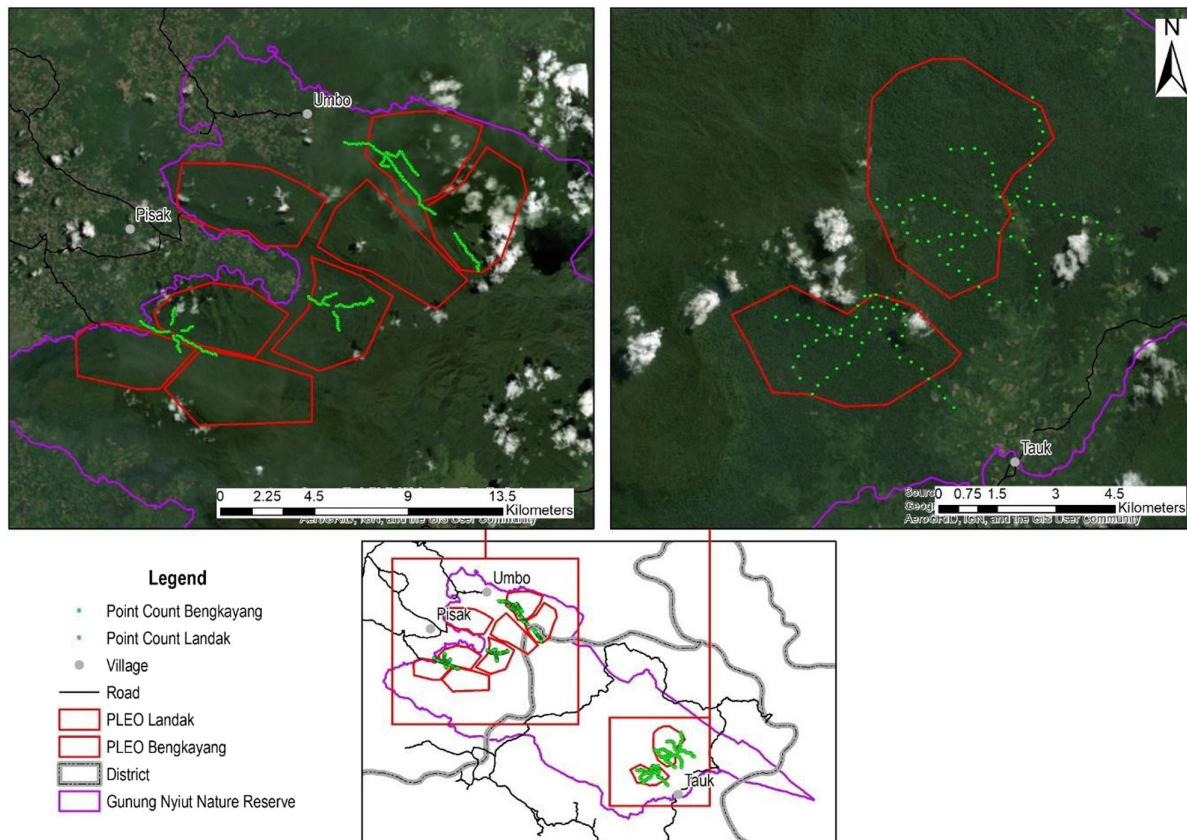 Umbo
Pisak
0 2.25 4.5 9 13.5
Kilometers
AeroGRID, IGN, and the GIS User Community
N
Tauk
0 0.75 1.5 3 4.5
Kilometers
AeroGRID, IGN, and the GIS User Community
Legend
Point Count Bengkayang
Point Count Landak
Village
Road
PLEO Landak
PLEO Bengkayang
District
Gunung Nyiut Nature Reserve
Umbo
Pisak
Tauk